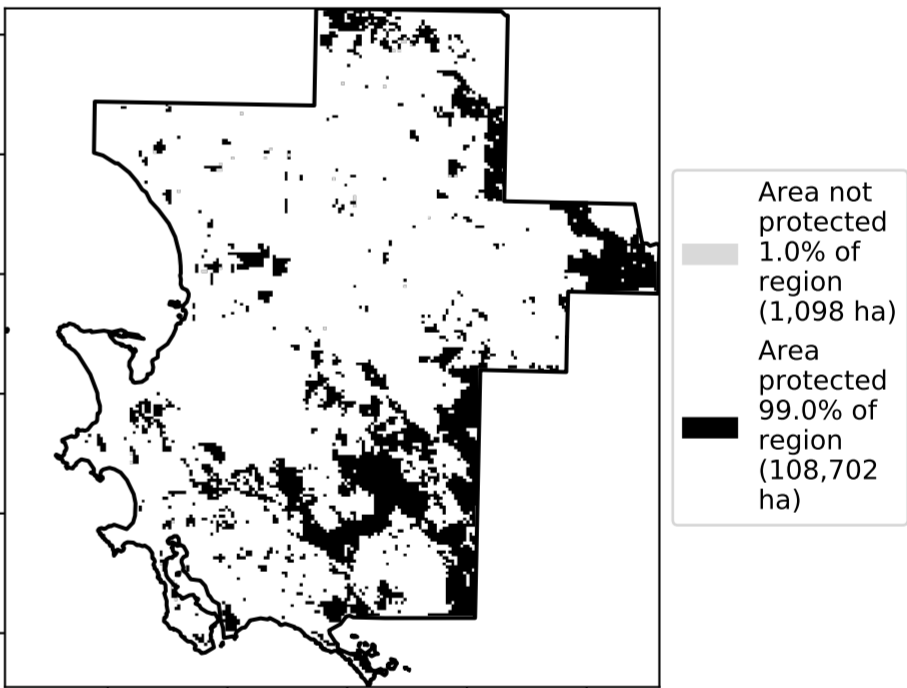 Area not
protected
1.0% of
region
(1,098 ha)
Area
protected
99.0% of
region
(108,702
ha)